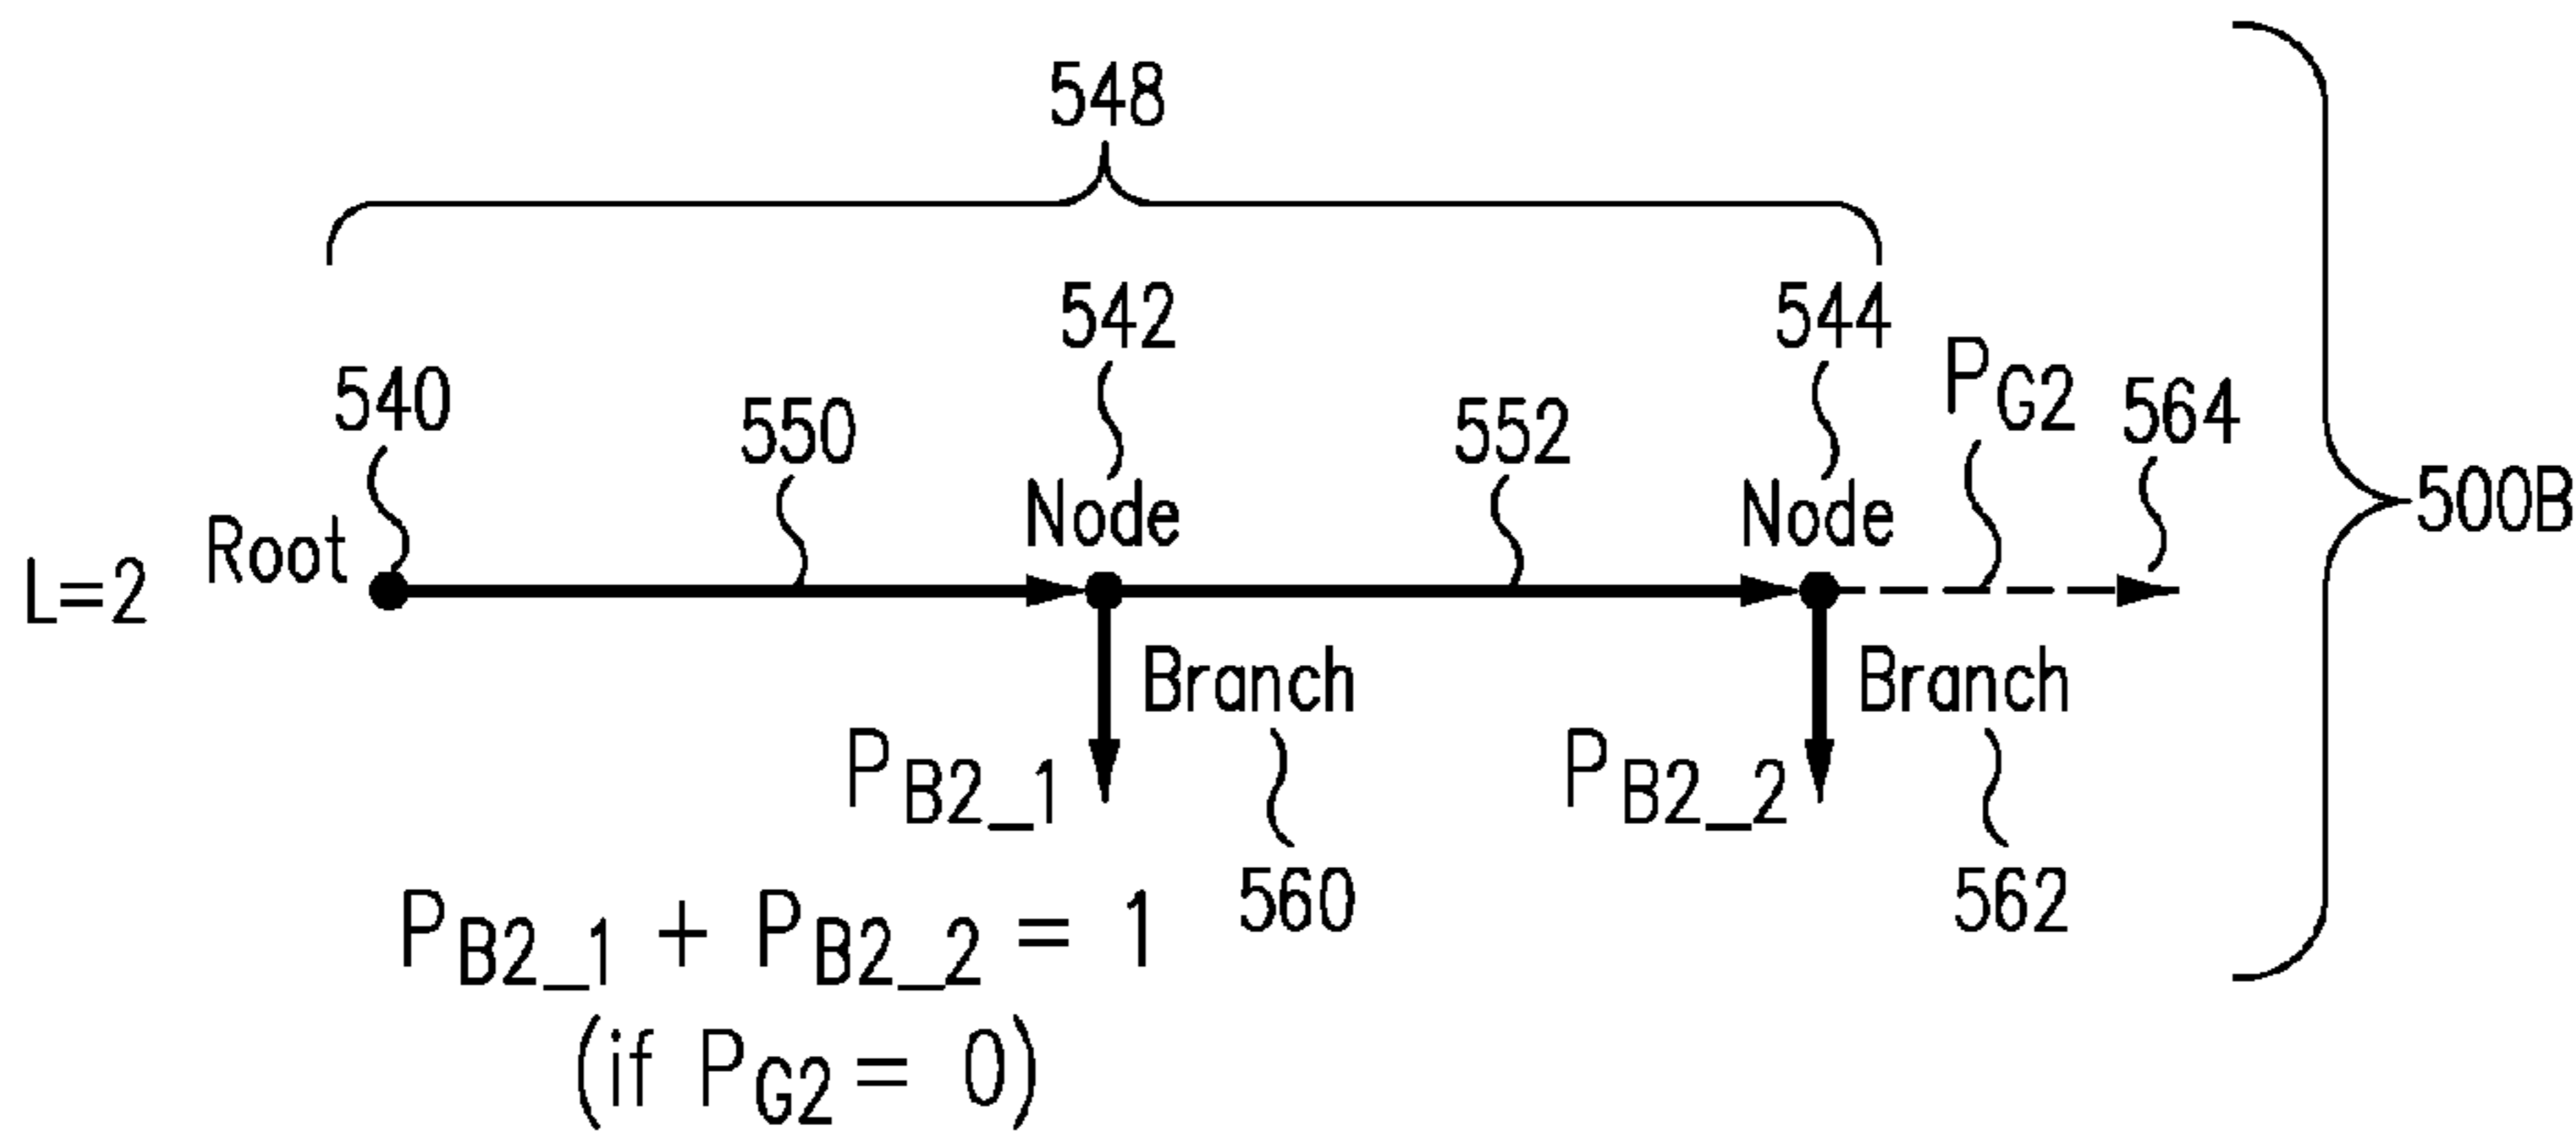 548
542
544
540
550
552
P_G2
564
500B
L=2
Root
Node
Node
Branch
Branch
P_B2_1
P_B2_2
560
562
P_B2_1 + P_B2_2 = 1
(if P_G2 = 0)